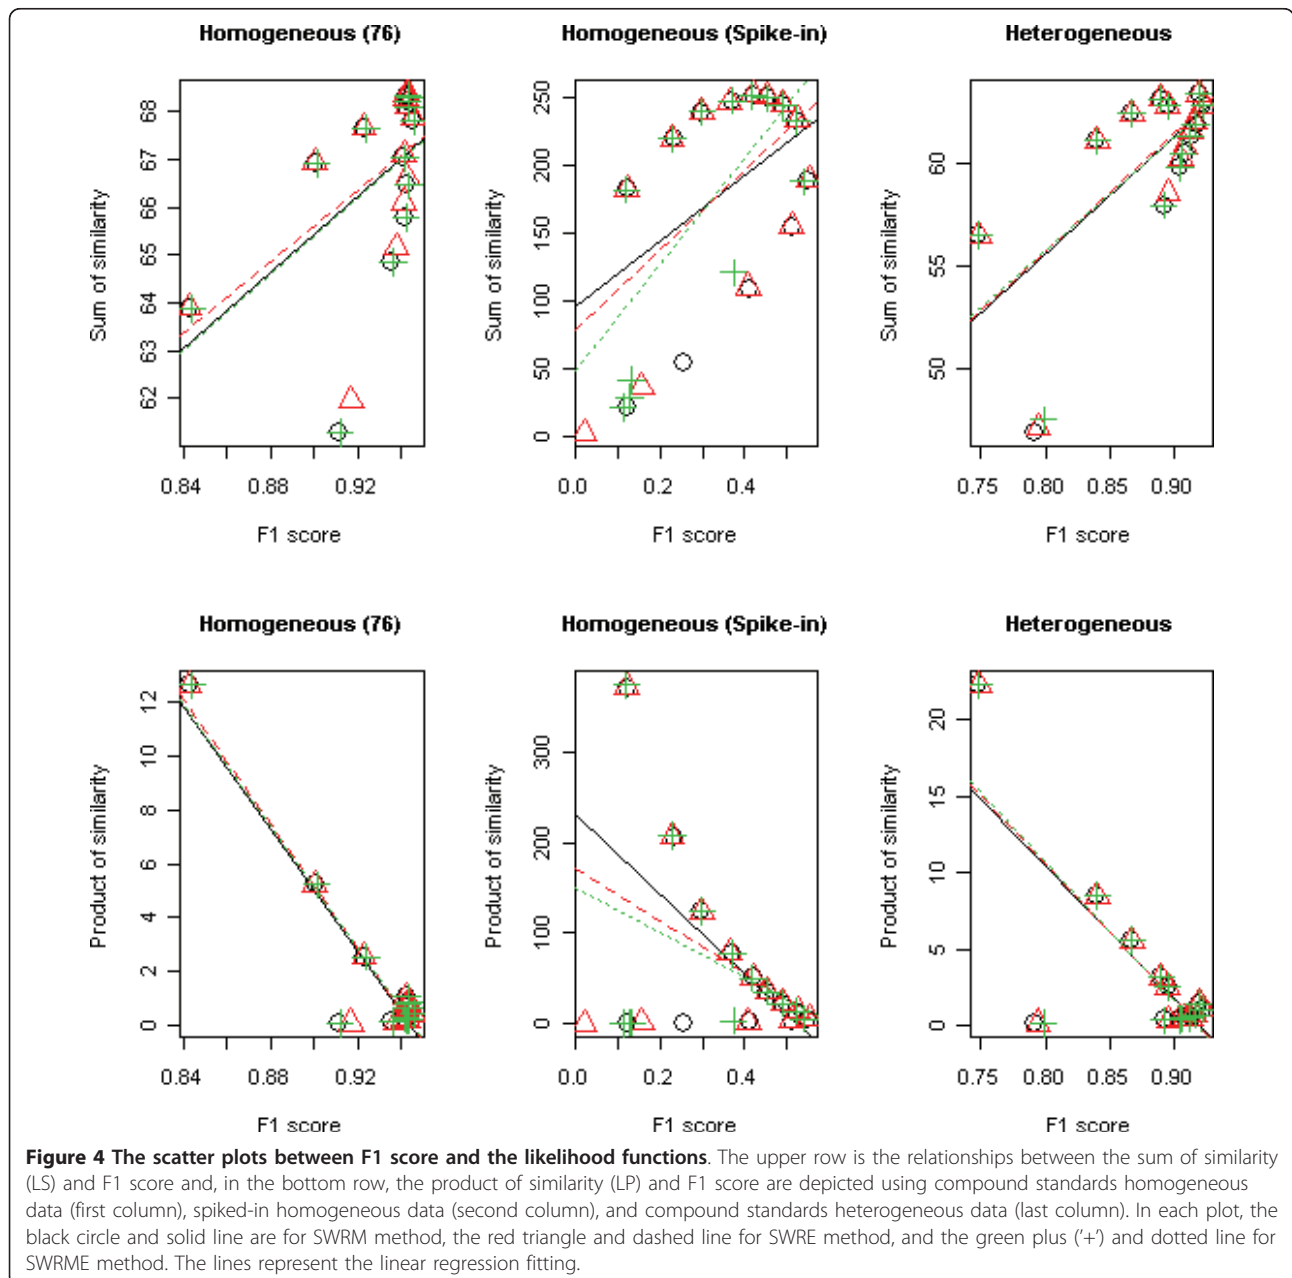 Homogeneous (76)
Homogeneous (Spike-in)
Heterogeneous
Sum of similarity
62 63 64 65 66 67 68
0.84 0.88 0.92
F1 score
Sum of similarity
0 50 100 150 200 250
0.0 0.2 0.4
F1 score
Sum of similarity
50 55 60
0.75 0.80 0.85 0.90
F1 score
Homogeneous (76)
Homogeneous (Spike-in)
Heterogeneous
Product of similarity
0 2 4 6 8 10 12
0.84 0.88 0.92
F1 score
Product of similarity
0 100 200 300
0.0 0.2 0.4
F1 score
Product of similarity
0 5 10 15 20
0.75 0.80 0.85 0.90
F1 score
Figure 4 The scatter plots between F1 score and the likelihood functions. The upper row is the relationships between the sum of similarity
(LS) and F1 score and, in the bottom row, the product of similarity (LP) and F1 score are depicted using compound standards homogeneous
data (first column), spiked-in homogeneous data (second column), and compound standards heterogeneous data (last column). In each plot, the
black circle and solid line are for SWRM method, the red triangle and dashed line for SWRE method, and the green plus ('+') and dotted line for
SWRME method. The lines represent the linear regression fitting.